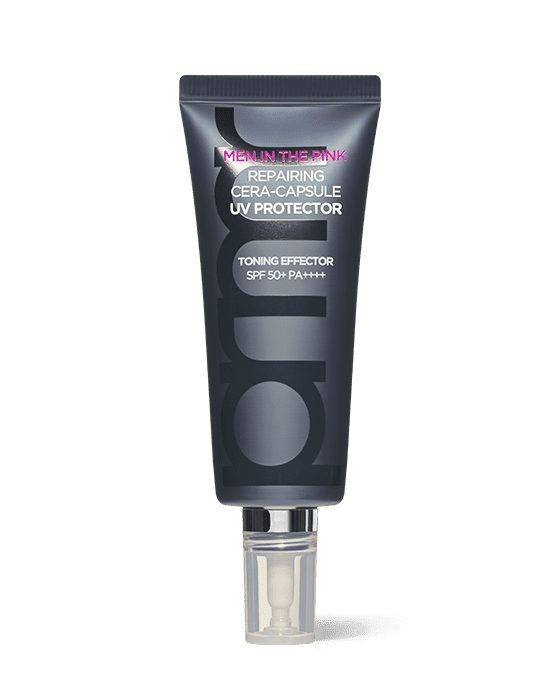 MEN IN THE PINK
REPAIRING
CERA-CAPSULE
UV PROTECTOR
TONING EFFECTOR
SPF 50+ PA++++